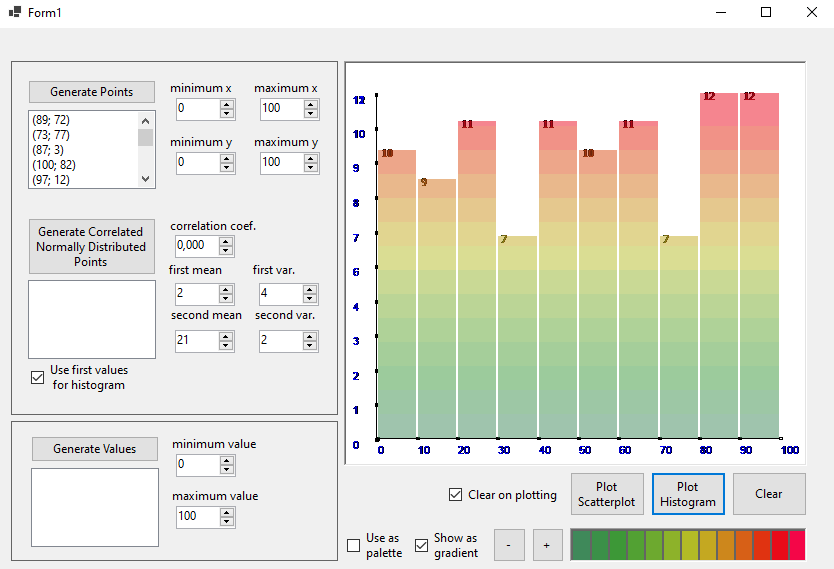 Form1
Generate Points
minimum x
maximum x
0
100
(89; 72)
(73; 77)
(87; 3)
(100; 82)
(97; 12)
minimum y
maximum y
0
100
Generate Correlated
Normally Distributed
Points
correlation coef.
0,000
first mean
first var.
2
4
second mean
second var.
21
2
Use first values
for histogram
Generate Values
minimum value
0
maximum value
100
12
10
9
8
7
6
5
4
3
2
1
0
10
9
11
7
11
10
11
7
12
12
0
10
20
30
40
50
60
70
80
90
100
Clear on plotting
Plot
Scatterplot
Plot
Histogram
Clear
Use as
palette
Show as
gradient
-
+